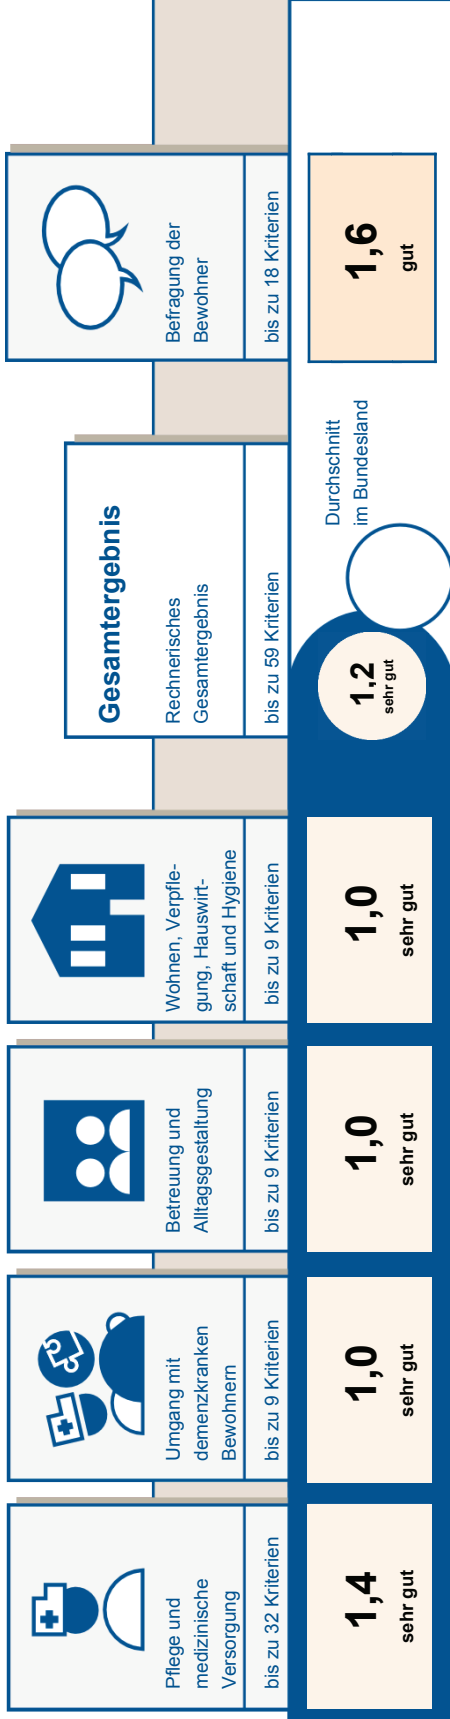 Pflege und
medizinische
Versorgung
bis zu 32 Kriterien
1,4
sehr gut
Umgang mit
demenzkranken
Bewohnern
bis zu 9 Kriterien
1,0
sehr gut
Betreuung und
Alltagsgestaltung
bis zu 9 Kriterien
1,0
sehr gut
Wohnen, Verpfle-
gung, Hauswirt-
schaft und Hygiene
bis zu 9 Kriterien
1,0
sehr gut
Gesamtergebnis
Rechnerisches
Gesamtergebnis
bis zu 59 Kriterien
1,2
sehr gut
Durchschnitt
im Bundesland
Befragung der
Bewohner
bis zu 18 Kriterien
1,6
gut